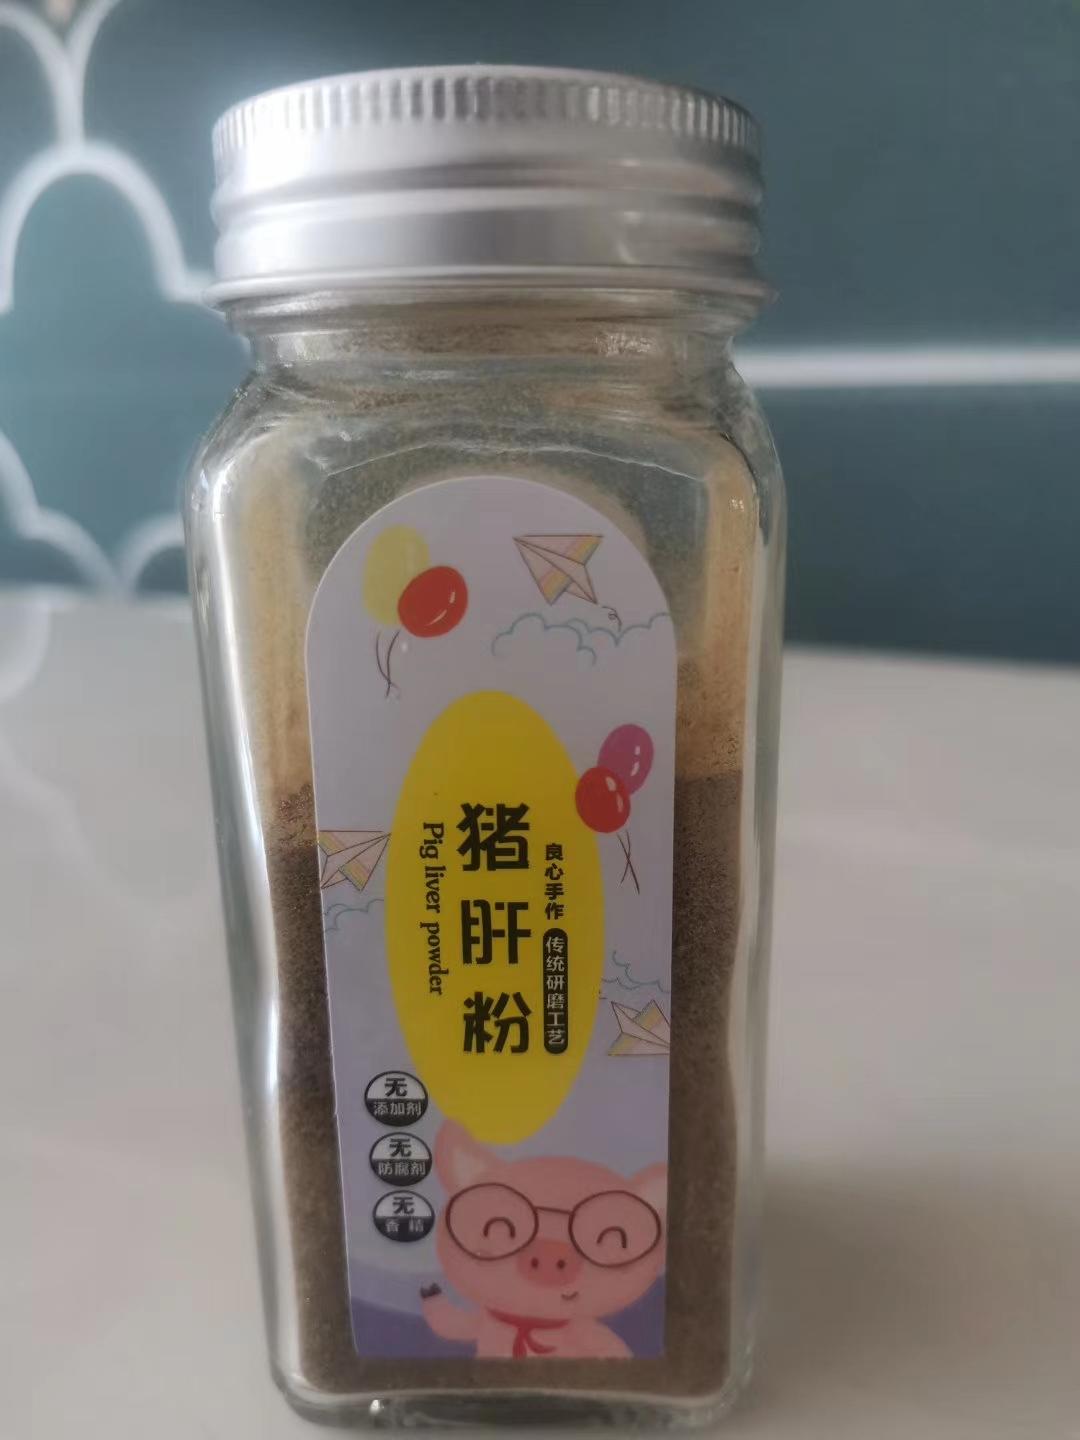 良心手作
传统研磨工艺
猪肝粉
Pig liver powder
无
添加剂
无
防腐剂
无
香精